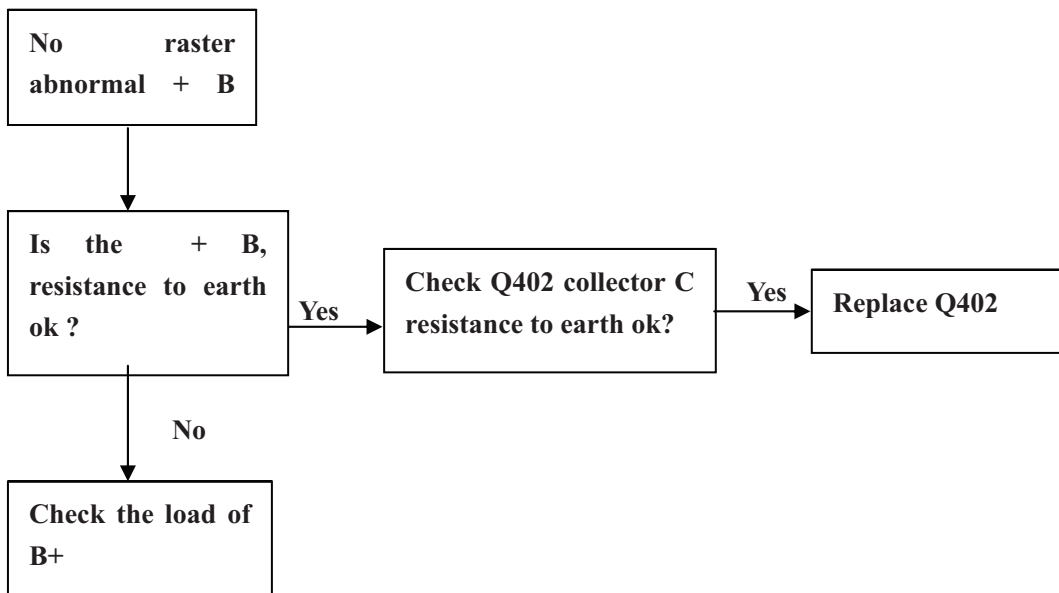 No raster
abnormal + B
Is the + B,
resistance to earth
ok ?
Yes
Check Q402 collector C
resistance to earth ok?
Yes
Replace Q402
No
Check the load of
B+